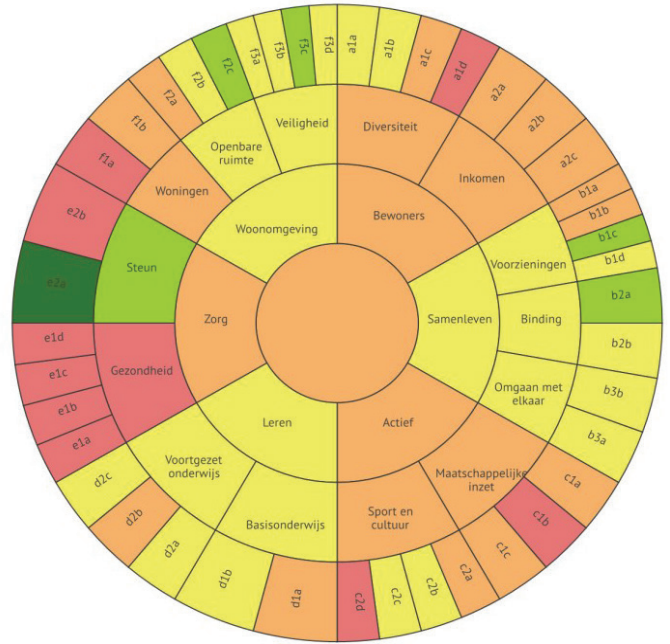 a1a
a1b
a1c
a1d
a2a
a2b
a2c
b1a
b1b
b1c
b1d
b2a
b2b
b3b
b3a
c1a
c1b
c1c
c2a
c2b
c2c
c2d
d1a
d1b
d2a
d2b
d2c
e1a
e1b
e1c
e1d
e2a
e2b
f1a
f1b
f2a
f2b
f2c
f3a
f3b
f3c
f3d
Diversiteit
Inkomen
Voorzieningen
Binding
Omgaan met
elkaar
Maatschappelijke
inzet
Sport en
cultuur
Basisonderwijs
Voortgezet
onderwijs
Gezondheid
Steun
Woningen
Openbare
ruimte
Veiligheid
Bewoners
Samenleven
Actief
Leren
Zorg
Woonomgeving